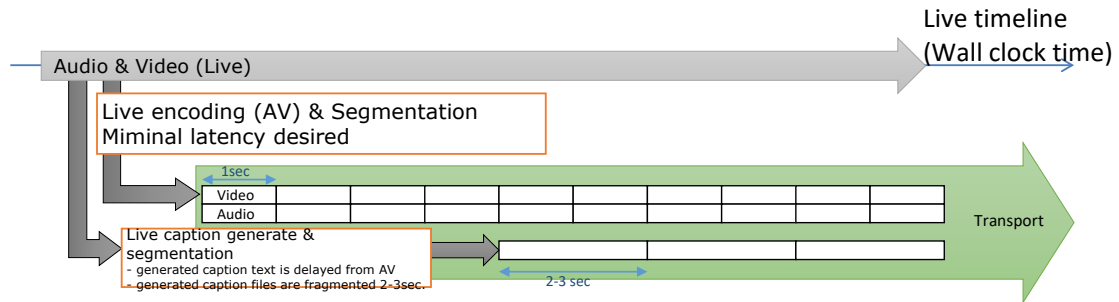 Live timeline
(Wall clock time)
Audio & Video (Live)
Live encoding (AV) & Segmentation
Miminal latency desired
1sec
Video
Audio
Transport
Live caption generate &
segmentation
- generated caption text is delayed from AV
- generated caption files are fragmented 2-3sec.
2-3 sec